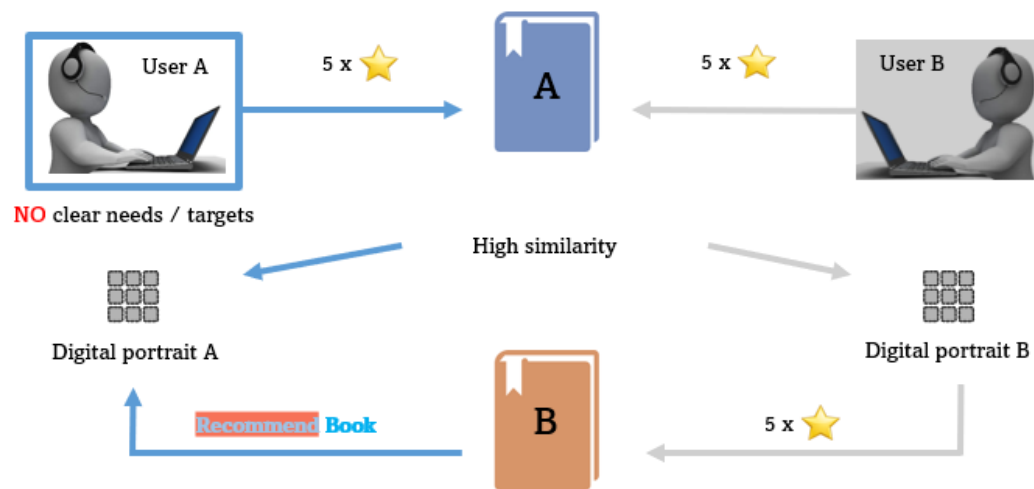 User A
5 x
A
5 x
User B
NO clear needs / targets
High similarity
Digital portrait A
Digital portrait B
Recommend Book
B
5 x